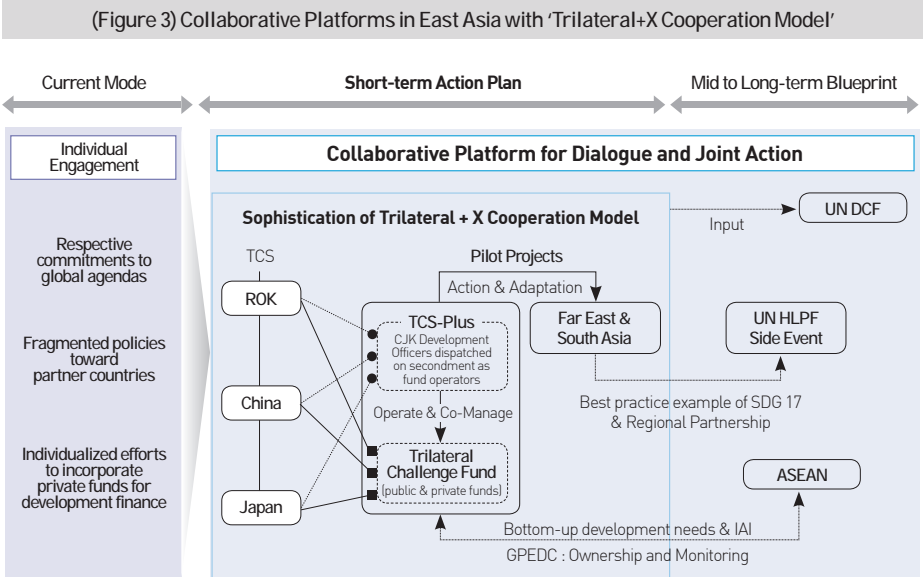 (Figure 3) Collaborative Platforms in East Asia with 'Trilateral+X Cooperation Model'
Current Mode
Short-term Action Plan
Mid to Long-term Blueprint
Individual
Engagement
Respective
commitments to
global agendas
Fragmented policies
toward
partner countries
Individualized efforts
to incorporate
private funds for
development finance
Collaborative Platform for Dialogue and Joint Action
Sophistication of Trilateral + X Cooperation Model
TCS
ROK
China
Japan
Pilot Projects
Action & Adaptation
TCS-Plus
CJK Development
Officers dispatched
on secondment as
fund operators
Operate & Co-Manage
Trilateral
Challenge Fund
(public & private funds)
Far East &
South Asia
Input
UN DCF
UN HLPF
Side Event
Best practice example of SDG 17
& Regional Partnership
ASEAN
Bottom-up development needs & IAI
GPEDC : Ownership and Monitoring